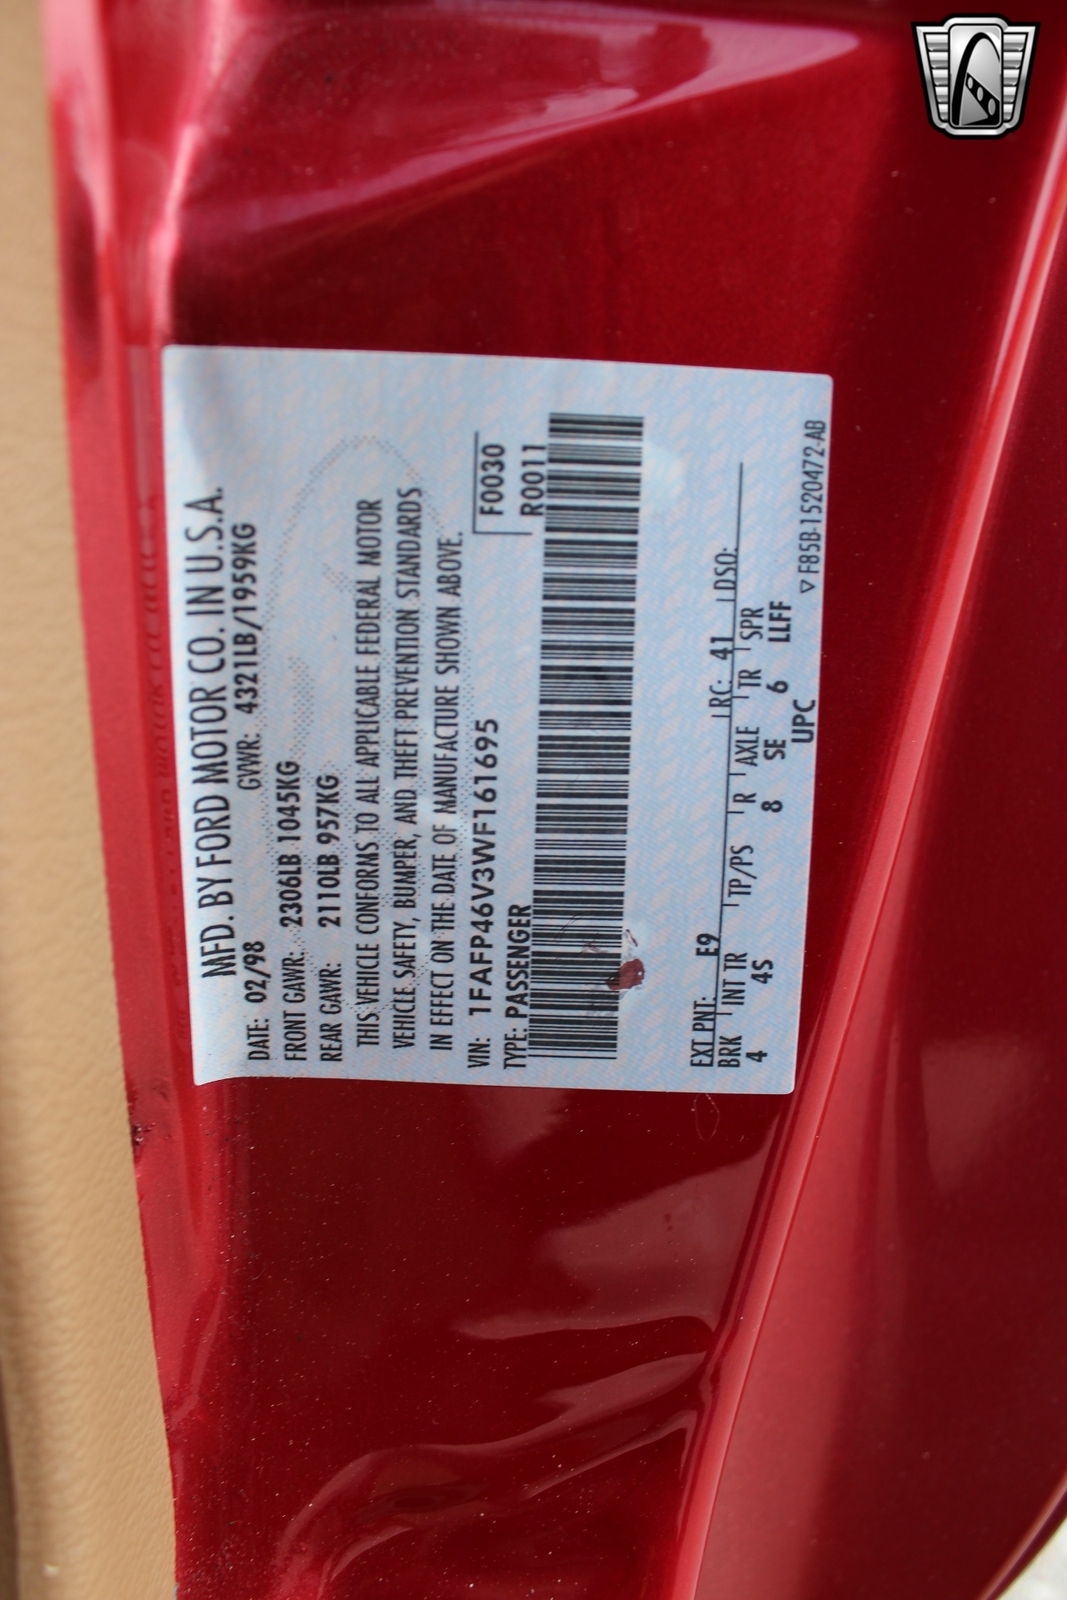 MFD. BY FORD MOTOR CO. IN U.S.A.
DATE: 02/98 GVWR: 4321LB/1959KG
FRONT GAWR: 2306LB 1045KG
REAR GAWR: 2110LB 957KG
THIS VEHICLE CONFORMS TO ALL APPLICABLE FEDERAL MOTOR
VEHICLE SAFETY, BUMPER, AND THEFT PREVENTION STANDARDS
IN EFFECT ON THE DATE OF MANUFACTURE SHOWN ABOVE.
VIN: 1FAFP46V3WF161695 F0030
TYPE: PASSENGER R0011
EXT PNT: E9 RC: 41 DSO:
BRK INT TR TP/PS R AXLE TR SPR
4 4S 8 SE 6 LLFF
UPC
▽ F85B-1520472-AB